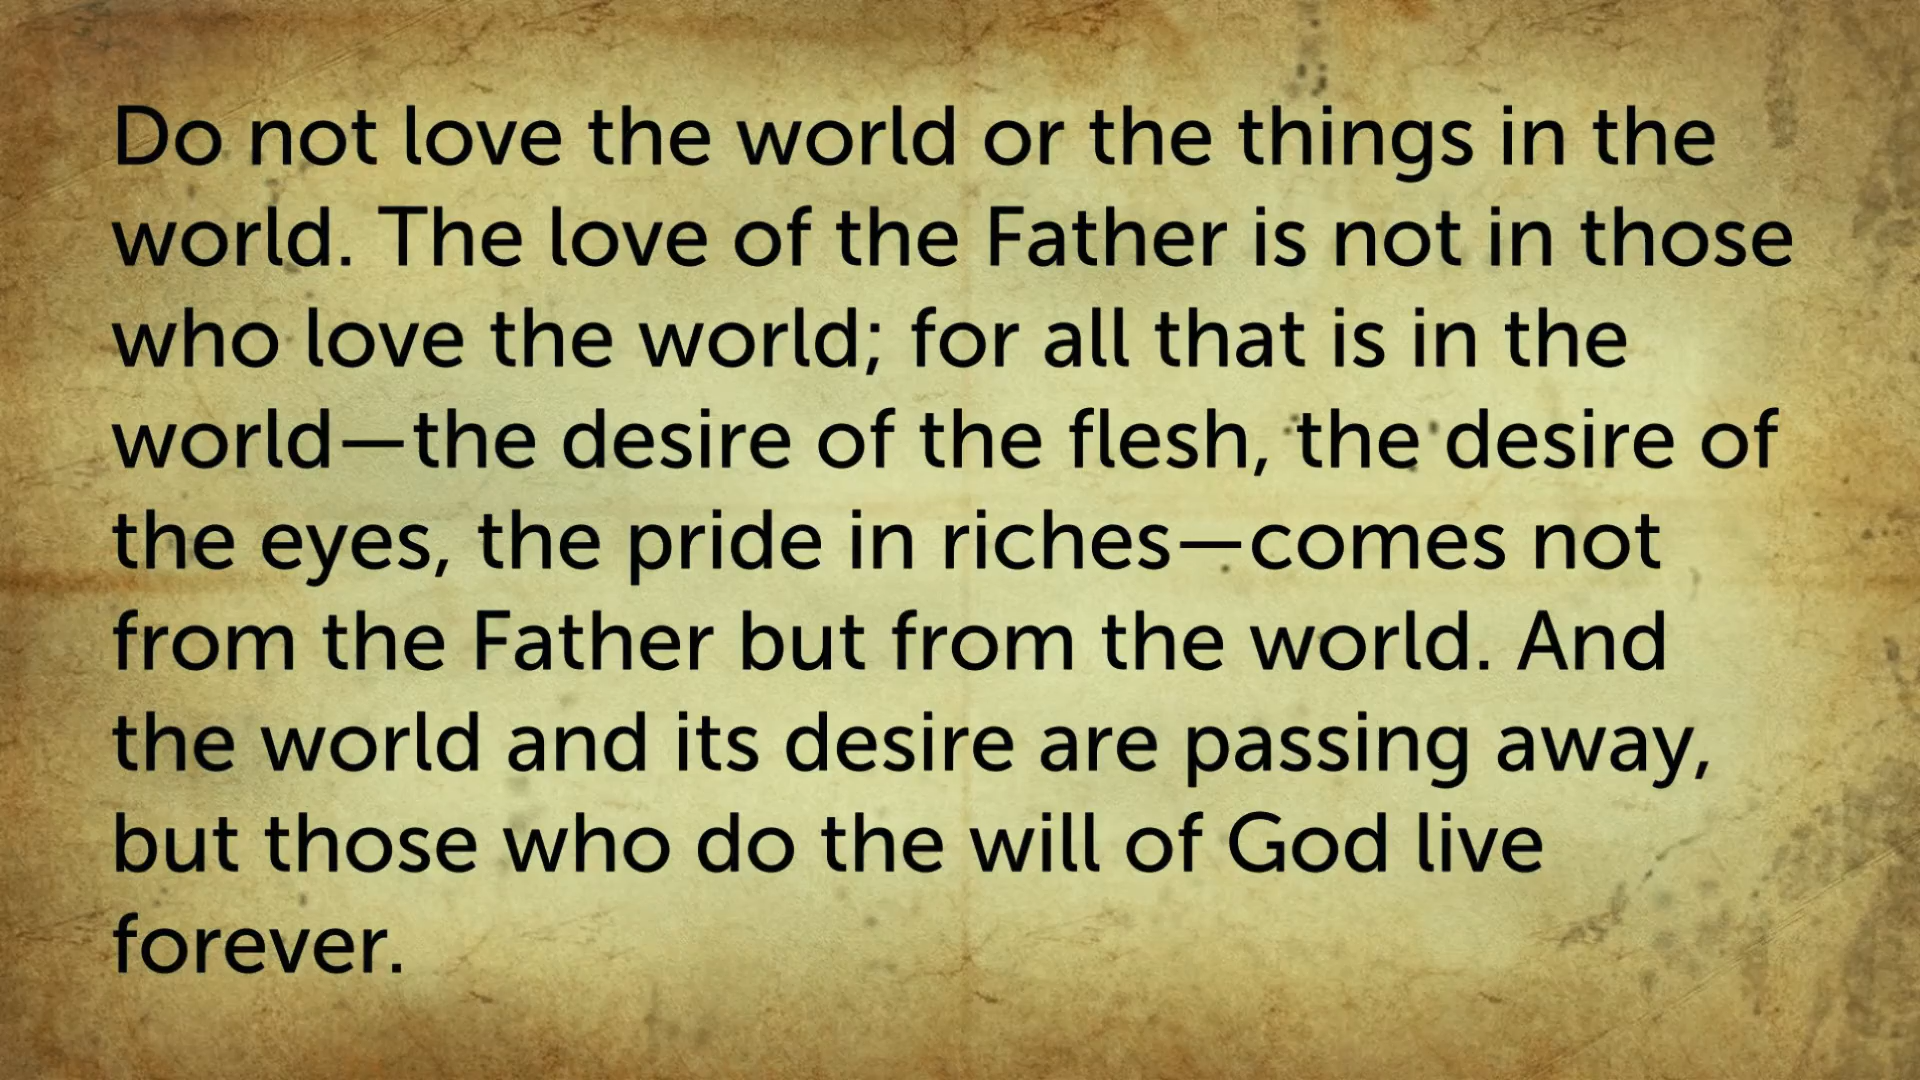 Do not love the world or the things in the
world. The love of the Father is not in those
who love the world; for all that is in the
world—the desire of the flesh, the desire of
the eyes, the pride in riches—comes not
from the Father but from the world. And
the world and its desire are passing away,
but those who do the will of God live
forever.